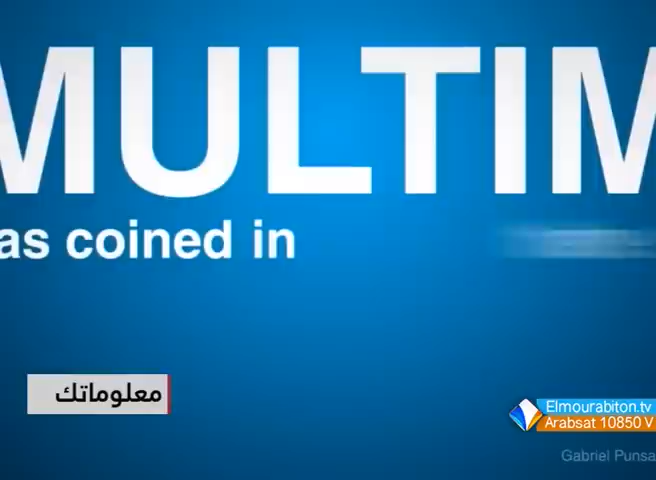 MULTIM
as coined in
معلوماتك
Elmourabiton.tv
Arabsat 10850 V
Gabriel Punsa